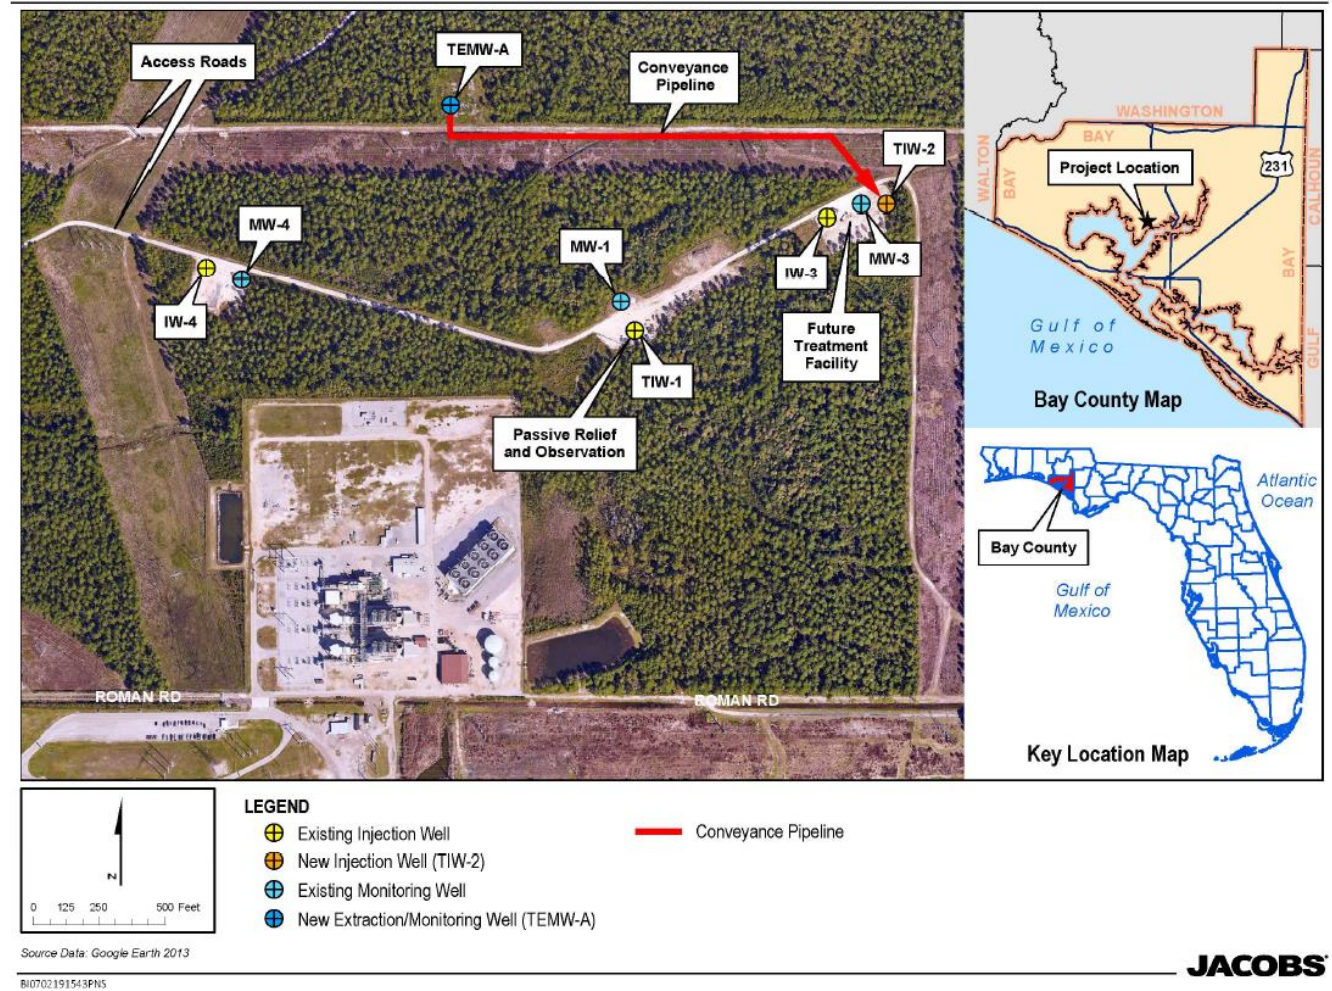 TEMW-A
Access Roads
Conveyance
Pipeline
TIW-2
MW-4
MW-1
IW-3
MW-3
IW-4
Future
Treatment
Facility
TIW-1
Passive Relief
and Observation
ROMAN RD
ROMAN RD
WASHINGTON
BAY
WALTON
BAY
Project Location
231
CALHOUN
BAY
GULF
Gulf of
Mexico
Bay County Map
Atlantic
Ocean
Bay County
Gulf of
Mexico
Key Location Map
N
0 125 250 500 Feet
LEGEND
Existing Injection Well
New Injection Well (TIW-2)
Existing Monitoring Well
New Extraction/Monitoring Well (TEMW-A)
Conveyance Pipeline
Source Data: Google Earth 2013
JACOBS
BI0702191543PNS